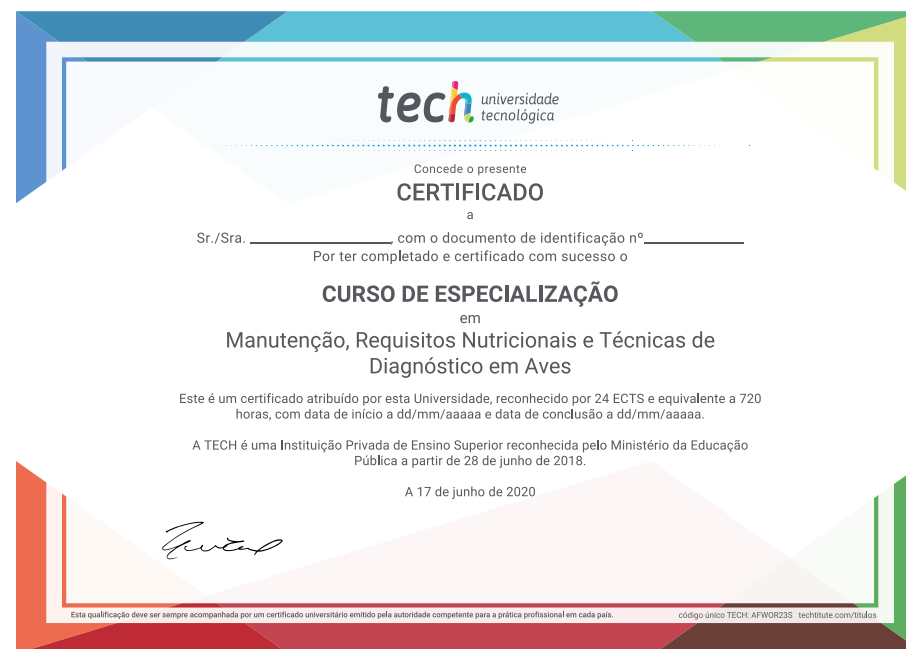 tech universidade
tecnológica
Concede o presente
CERTIFICADO
a
Sr./Sra. ____________________, com o documento de identificação nº______________
Por ter completado e certificado com sucesso o
CURSO DE ESPECIALIZAÇÃO
em
Manutenção, Requisitos Nutricionais e Técnicas de
Diagnóstico em Aves
Este é um certificado atribuído por esta Universidade, reconhecido por 24 ECTS e equivalente a 720
horas, com data de início a dd/mm/aaaaa e data de conclusão a dd/mm/aaaaa.
A TECH é uma Instituição Privada de Ensino Superior reconhecida pelo Ministério da Educação
Pública a partir de 28 de junho de 2018.
A 17 de junho de 2020
Esta qualificação deve ser sempre acompanhada por um certificado universitário emitido pela autoridade competente para a prática profissional em cada país. código único TECH: AFWOR23S techtitute.com/titulos